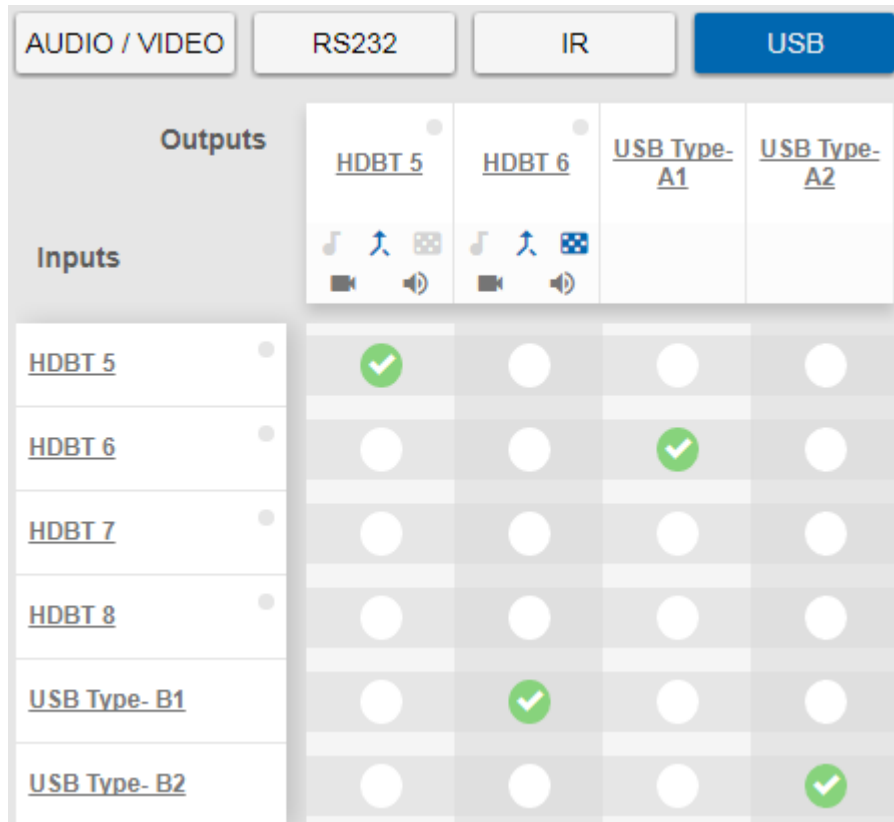 AUDIO / VIDEO RS232 IR USB
Outputs
HDBT 5 HDBT 6 USB Type- A1 USB Type- A2
Inputs
HDBT 5
HDBT 6
HDBT 7
HDBT 8
USB Type- B1
USB Type- B2